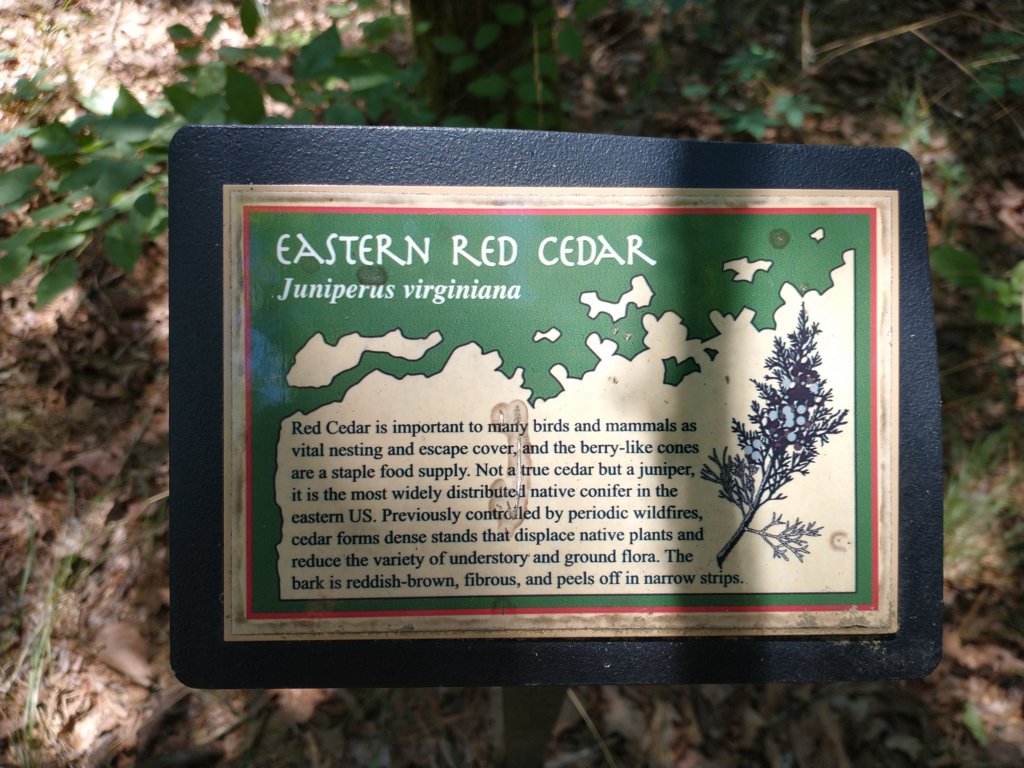 EASTERN RED CEDAR
Juniperus virginiana
Red Cedar is important to many birds and mammals as
vital nesting and escape cover, and the berry-like cones
are a staple food supply. Not a true cedar but a juniper,
it is the most widely distributed native conifer in the
eastern US. Previously controlled by periodic wildfires,
cedar forms dense stands that displace native plants and
reduce the variety of understory and ground flora. The
bark is reddish-brown, fibrous, and peels off in narrow strips.